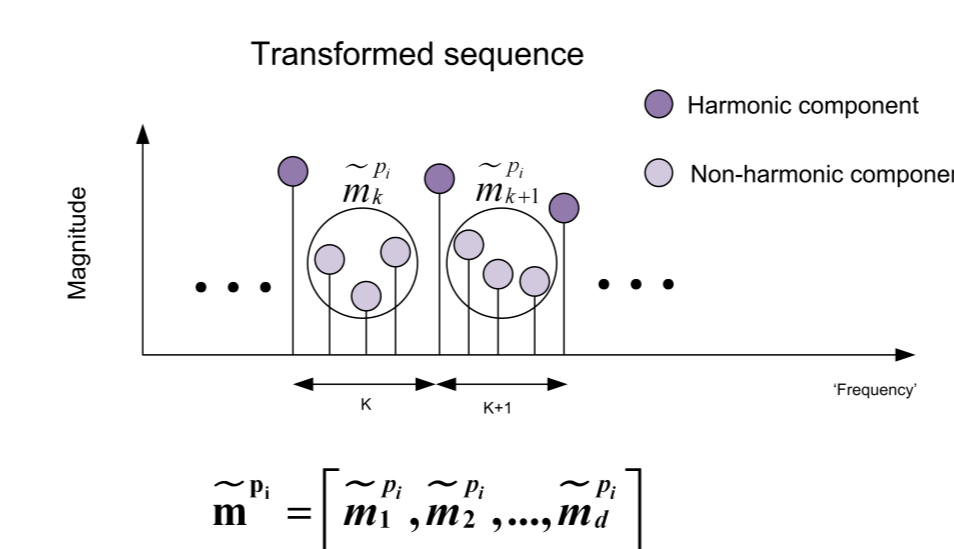 Transformed sequence
Harmonic component
Non-harmonic componen
Magnitude
m̃ₖ^{pᵢ}
m̃ₖ₊₁^{pᵢ}
• • •
• • •
K
K+1
‘Frequency’
m̃^{pᵢ} = [ m̃₁^{pᵢ}, m̃₂^{pᵢ}, ..., m̃_d^{pᵢ} ]